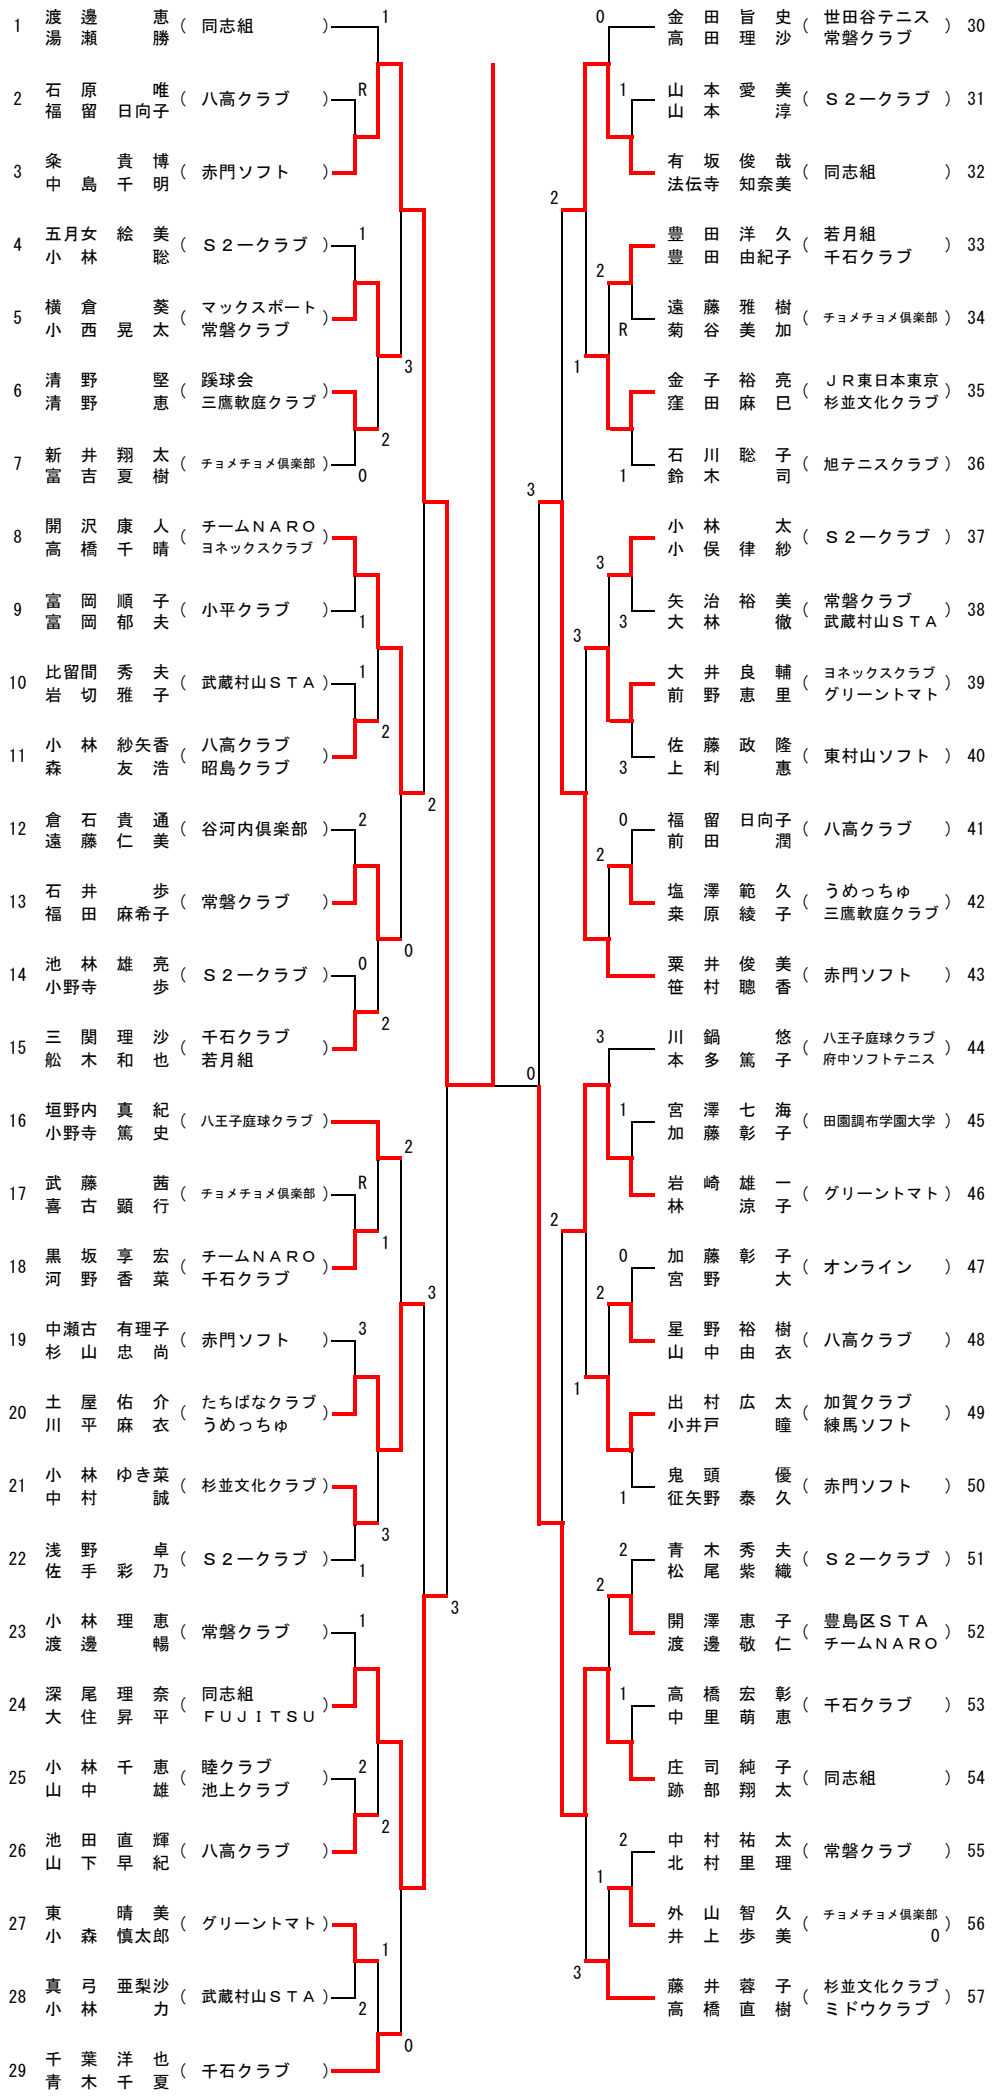 1 渡邊 恵 ( 同志組 )
湯瀬 勝
2 石原 唯 ( 八高クラブ )
福留 日向子
3 粂 貴博 ( 赤門ソフト )
中島 千明
4 五月女 絵美 ( Ｓ２一クラブ )
小林 聡
5 横倉 葵 ( マックスポート )
小西 晃太 常磐クラブ
6 清野 堅 ( 蹊球会 )
清野 恵 三鷹軟庭クラブ
7 新井 翔太 ( チョメチョメ倶楽部 )
富吉 夏樹
8 開沢 康人 ( チームＮＡＲＯ )
高橋 千晴 ヨネックスクラブ
9 富岡 順子 ( 小平クラブ )
富岡 郁夫
10 比留間 秀夫 ( 武蔵村山ＳＴＡ )
岩切 雅子
11 小林 紗矢香 ( 八高クラブ )
森 友浩 昭島クラブ
12 倉石 貴通 ( 谷河内倶楽部 )
遠藤 仁美
13 石井 歩 ( 常磐クラブ )
福田 麻希子
14 池林 雄亮 ( Ｓ２一クラブ )
小野寺 歩
15 三関 理沙 ( 千石クラブ )
舩木 和也 若月組
16 垣野内 真紀 ( 八王子庭球クラブ )
小野寺 篤史
17 武藤 茜 ( チョメチョメ倶楽部 )
喜古 顕行
18 黒坂 享宏 ( チームＮＡＲＯ )
河野 香菜 千石クラブ
19 中瀬古 有理子 ( 赤門ソフト )
杉山 忠尚
20 土屋 佑介 ( たちばなクラブ )
川平 麻衣 うめっちゅ
21 小林 ゆき菜 ( 杉並文化クラブ )
中村 誠
22 浅野 卓 ( Ｓ２一クラブ )
佐手 彩乃
23 小林 理恵 ( 常磐クラブ )
渡邊 暢
24 深尾 理奈 ( 同志組 )
大住 昇平 ＦＵＪＩＴＳＵ
25 小林 千恵 ( 睦クラブ )
山中 雄 池上クラブ
26 池田 直輝 ( 八高クラブ )
山下 早紀
27 東 晴美 ( グリーントマト )
小森 慎太郎
28 真弓 亜梨沙 ( 武蔵村山ＳＴＡ )
小林 力
29 千葉 洋也 ( 千石クラブ )
青木 千夏
1
R
1
3
2
0
1
1
2
2
2
0
0
2
2
R
1
3
3
3
1
3
1
2
2
1
2
0
0
金田 旨史 ( 世田谷テニス ) 30
高田 理沙 常磐クラブ
山本 愛美 ( Ｓ２一クラブ ) 31
山本 淳
有坂 俊哉 ( 同志組 ) 32
法伝寺 知奈美
豊田 洋久 ( 若月組 ) 33
豊田 由紀子 千石クラブ
遠藤 雅樹 ( チョメチョメ倶楽部 ) 34
菊谷 美加
金子 裕亮 ( ＪＲ東日本東京 ) 35
窪田 麻巳 杉並文化クラブ
石川 聡子 ( 旭テニスクラブ ) 36
鈴木 司
小林 太 ( Ｓ２一クラブ ) 37
小俣 律紗
矢治 裕美 ( 常磐クラブ ) 38
大林 徹 武蔵村山ＳＴＡ
大井 良輔 ( ヨネックスクラブ ) 39
前野 恵里 グリーントマト
佐藤 政隆 ( 東村山ソフト ) 40
上利 惠
福留 日向子 ( 八高クラブ ) 41
前田 潤
塩澤 範久 ( うめっちゅ ) 42
桒原 綾子 三鷹軟庭クラブ
粟井 俊美 ( 赤門ソフト ) 43
笹村 聰香
川鍋 悠 ( 八王子庭球クラブ ) 44
本多 篤子 府中ソフトテニス
宮澤 七海 ( 田園調布学園大学 ) 45
加藤 彰子
岩崎 雄一 ( グリーントマト ) 46
林 涼子
加藤 彰子 ( オンライン ) 47
宮野 大
星野 裕樹 ( 八高クラブ ) 48
山中 由衣
出村 広太 ( 加賀クラブ ) 49
小井戸 瞳 練馬ソフト
鬼頭 優 ( 赤門ソフト ) 50
征矢野 泰久
青木 秀夫 ( Ｓ２一クラブ ) 51
松尾 紫織
開澤 恵子 ( 豊島区ＳＴＡ ) 52
渡邊 敬仁 チームＮＡＲＯ
高橋 宏彰 ( 千石クラブ ) 53
中里 萌恵
庄司 純子 ( 同志組 ) 54
跡部 翔太
中村 祐太 ( 常磐クラブ ) 55
北村 里理
外山 智久 ( チョメチョメ倶楽部 ) 56
井上 歩美 0
藤井 蓉子 ( 杉並文化クラブ ) 57
高橋 直樹 ミドウクラブ
0
1
2
2
R
1
1
3
3
3
3
3
0
2
3
0
1
2
0
2
1
1
2
2
1
2
1
3